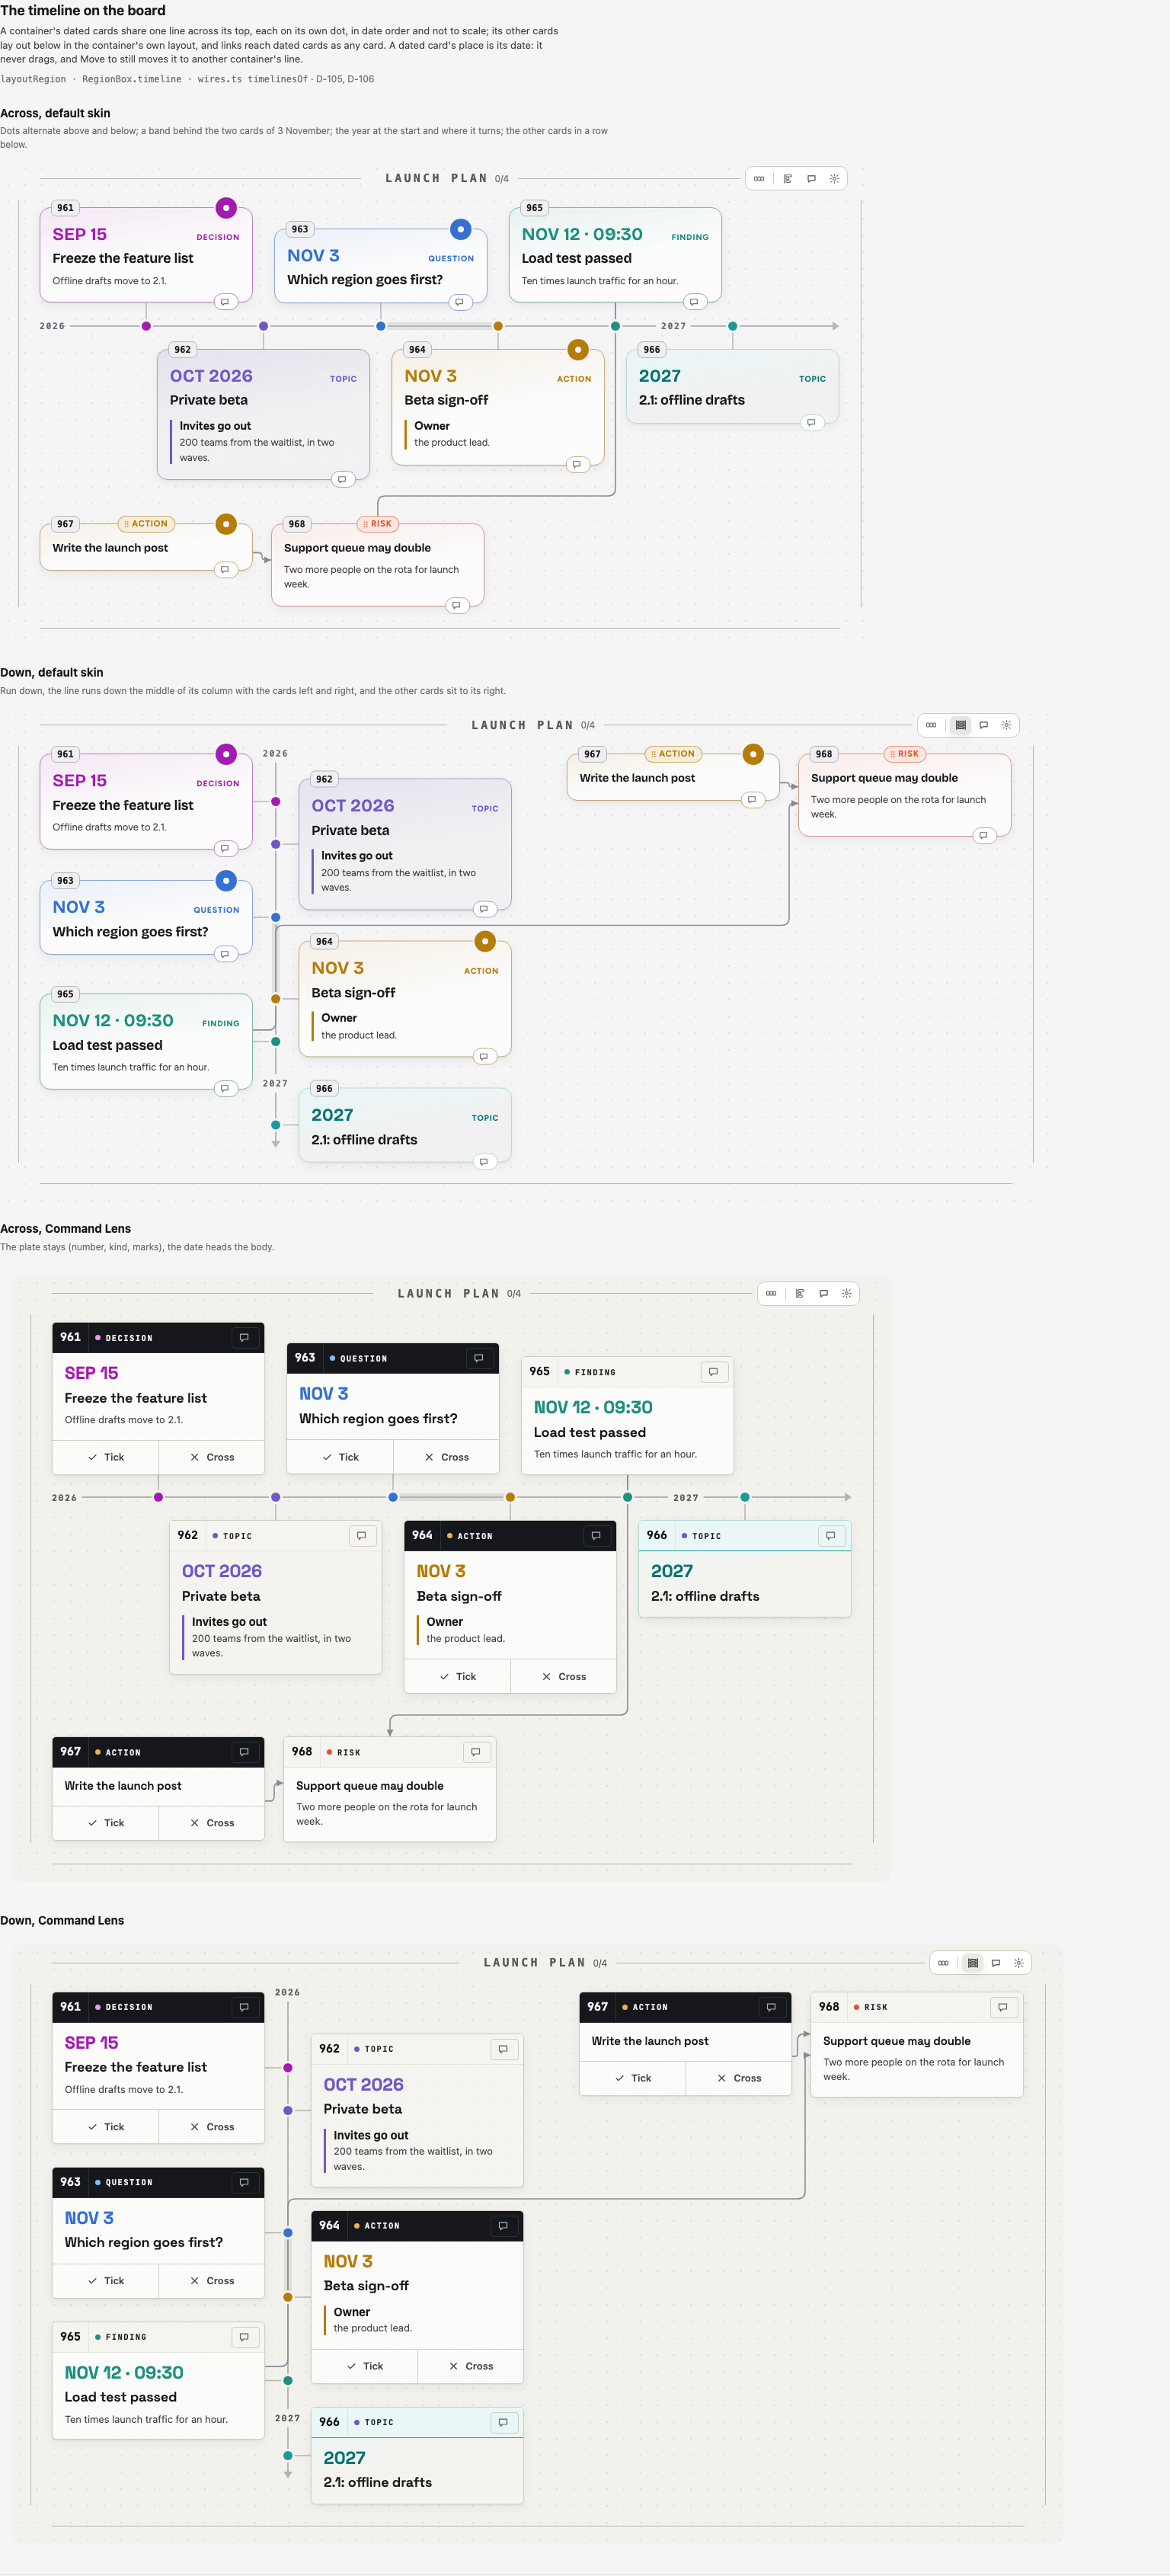 The timeline on the board
A container's dated cards share one line across its top, each on its own dot, in date order and not to scale; its other cards
lay out below in the container's own layout, and links reach dated cards as any card. A dated card's place is its date: it
never drags, and Move to still moves it to another container's line.
layoutRegion · RegionBox.timeline · wires.ts timelinesOf · D-105, D-106
Across, default skin
Dots alternate above and below; a band behind the two cards of 3 November; the year at the start and where it turns; the other cards in a row
below.
LAUNCH PLAN 0/4
961
SEP 15 DECISION
Freeze the feature list
Offline drafts move to 2.1.
963
NOV 3 QUESTION
Which region goes first?
965
NOV 12 · 09:30 FINDING
Load test passed
Ten times launch traffic for an hour.
2026
2027
962
OCT 2026 TOPIC
Private beta
Invites go out
200 teams from the waitlist, in two
waves.
964
NOV 3 ACTION
Beta sign-off
Owner
the product lead.
966
2027 TOPIC
2.1: offline drafts
967 ACTION
Write the launch post
968 RISK
Support queue may double
Two more people on the rota for launch
week.
Down, default skin
Run down, the line runs down the middle of its column with the cards left and right, and the other cards sit to its right.
LAUNCH PLAN 0/4
961
SEP 15 DECISION
Freeze the feature list
Offline drafts move to 2.1.
2026
962
OCT 2026 TOPIC
Private beta
Invites go out
200 teams from the waitlist, in two
waves.
967 ACTION
Write the launch post
968 RISK
Support queue may double
Two more people on the rota for launch
week.
963
NOV 3 QUESTION
Which region goes first?
964
NOV 3 ACTION
Beta sign-off
Owner
the product lead.
965
NOV 12 · 09:30 FINDING
Load test passed
Ten times launch traffic for an hour.
2027
966
2027 TOPIC
2.1: offline drafts
Across, Command Lens
The plate stays (number, kind, marks), the date heads the body.
LAUNCH PLAN 0/4
961 DECISION
SEP 15
Freeze the feature list
Offline drafts move to 2.1.
Tick Cross
963 QUESTION
NOV 3
Which region goes first?
Tick Cross
965 FINDING
NOV 12 · 09:30
Load test passed
Ten times launch traffic for an hour.
2026
2027
962 TOPIC
OCT 2026
Private beta
Invites go out
200 teams from the waitlist, in two
waves.
964 ACTION
NOV 3
Beta sign-off
Owner
the product lead.
Tick Cross
966 TOPIC
2027
2.1: offline drafts
967 ACTION
Write the launch post
Tick Cross
968 RISK
Support queue may double
Two more people on the rota for launch
week.
Down, Command Lens
LAUNCH PLAN 0/4
961 DECISION
SEP 15
Freeze the feature list
Offline drafts move to 2.1.
Tick Cross
2026
962 TOPIC
OCT 2026
Private beta
Invites go out
200 teams from the waitlist, in two
waves.
967 ACTION
Write the launch post
Tick Cross
968 RISK
Support queue may double
Two more people on the rota for launch
week.
963 QUESTION
NOV 3
Which region goes first?
Tick Cross
964 ACTION
NOV 3
Beta sign-off
Owner
the product lead.
Tick Cross
965 FINDING
NOV 12 · 09:30
Load test passed
Ten times launch traffic for an hour.
2027
966 TOPIC
2027
2.1: offline drafts